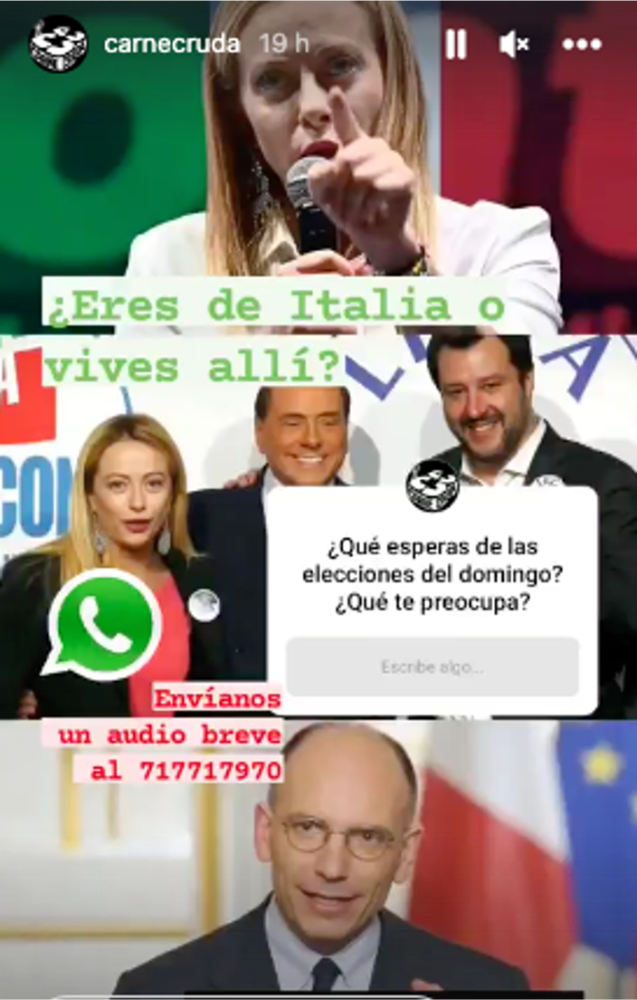 carnecruda 19 h
¿Eres de Italia o
vives allí?
¿Qué esperas de las
elecciones del domingo?
¿Qué te preocupa?
Escribe algo...
Envíanos
un audio breve
al 717717970